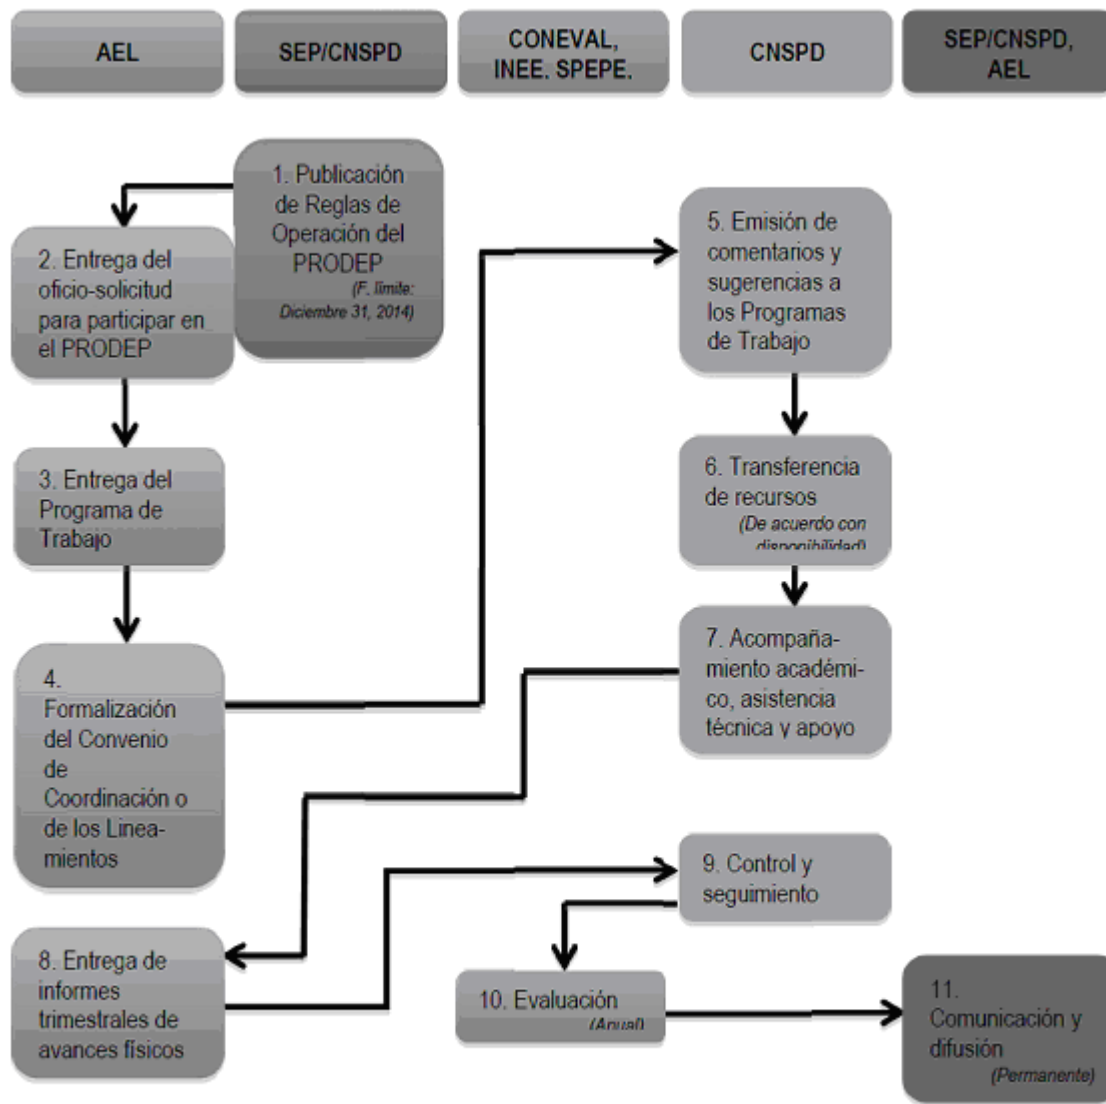 AEL
SEP/CNSPD
CONEVAL,
INEE. SPEPE.
CNSPD
SEP/CNSPD,
AEL
1. Publicación
de Reglas de
Operación del
PRODEP
(F. límite:
Diciembre 31, 2014)
2. Entrega del
oficio-solicitud
para participar en
el PRODEP
3. Entrega del
Programa de
Trabajo
4.
Formalización
del Convenio
de
Coordinación o
de los Linea-
mientos
5. Emisión de
comentarios y
sugerencias a
los Programas
de Trabajo
6. Transferencia
de recursos
(De acuerdo con
disponibilidad)
7. Acompaña-
miento académi-
co, asistencia
técnica y apoyo
8. Entrega de
informes
trimestrales de
avances físicos
9. Control y
seguimiento
10. Evaluación
(Anual)
11.
Comunicación y
difusión
(Permanente)